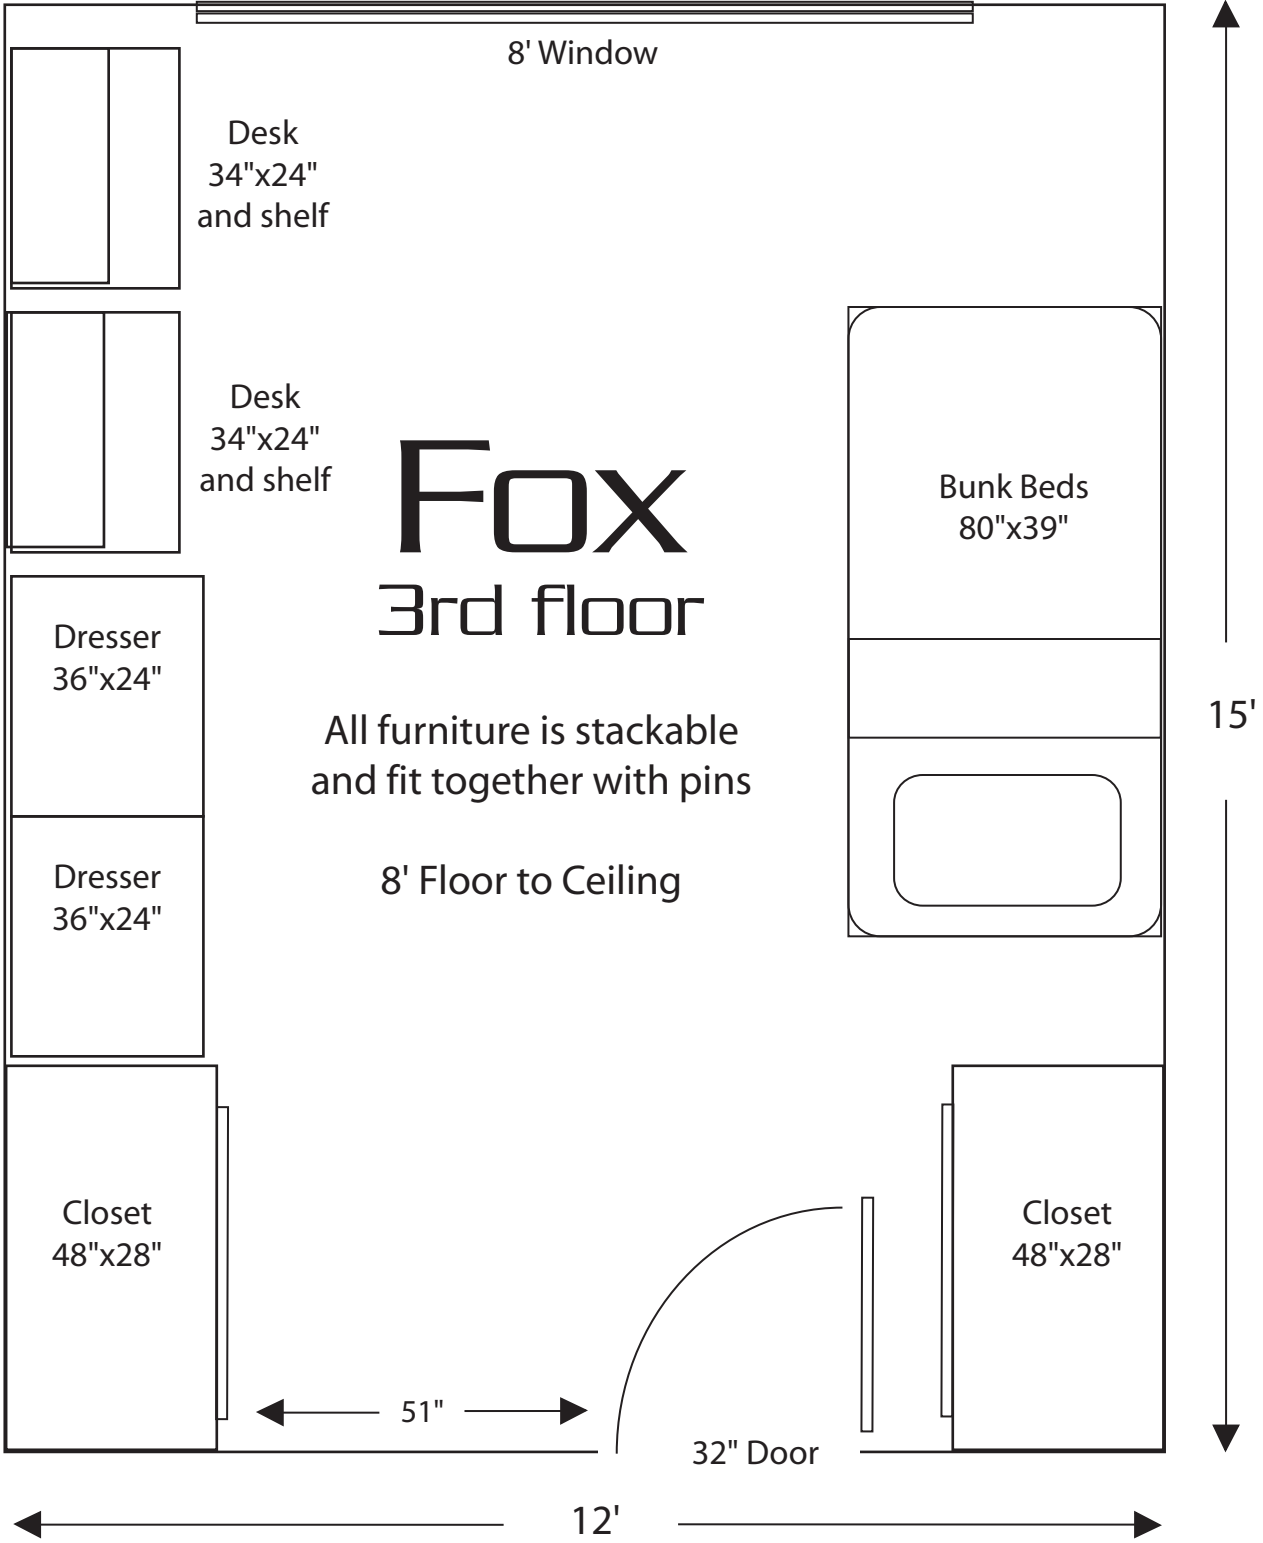 8' Window
Desk
34"x24"
and shelf
Desk
34"x24"
and shelf
Fox
3rd floor
Bunk Beds
80"x39"
Dresser
36"x24"
All furniture is stackable
and fit together with pins
15'
Dresser
36"x24"
8' Floor to Ceiling
Closet
48"x28"
Closet
48"x28"
51"
32" Door
12'